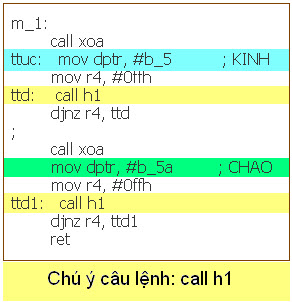 m_1:
call xoa
ttuc: mov dptr, #b_5 ; KINH
mov r4, #0ffh
ttd: call h1
djnz r4, ttd
;
call xoa
mov dptr, #b_5a ; CHAO
mov r4, #0ffh
ttd1: call h1
djnz r4, ttd1
ret
Chú ý câu lệnh: call h1